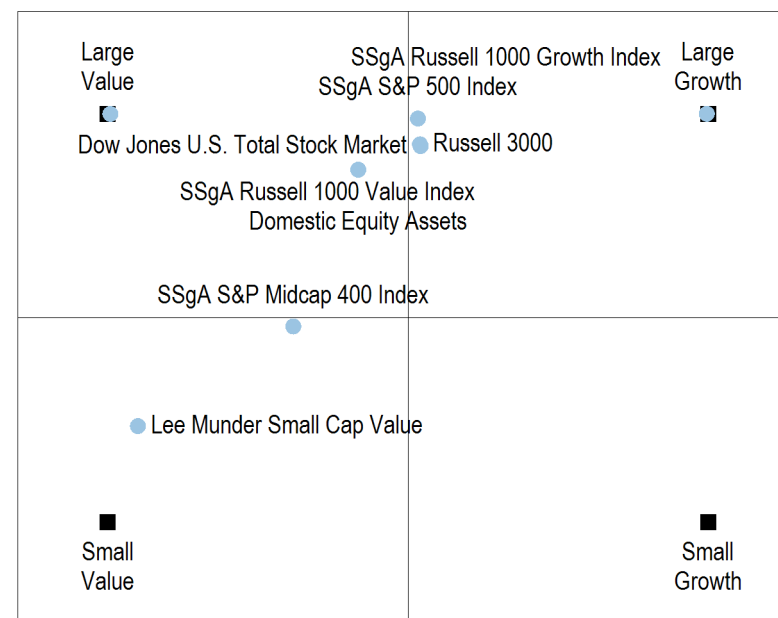 Large
Value
SSgA Russell 1000 Growth Index
SSgA S&P 500 Index
Large
Growth
Dow Jones U.S. Total Stock Market
Russell 3000
SSgA Russell 1000 Value Index
Domestic Equity Assets
SSgA S&P Midcap 400 Index
Lee Munder Small Cap Value
Small
Value
Small
Growth